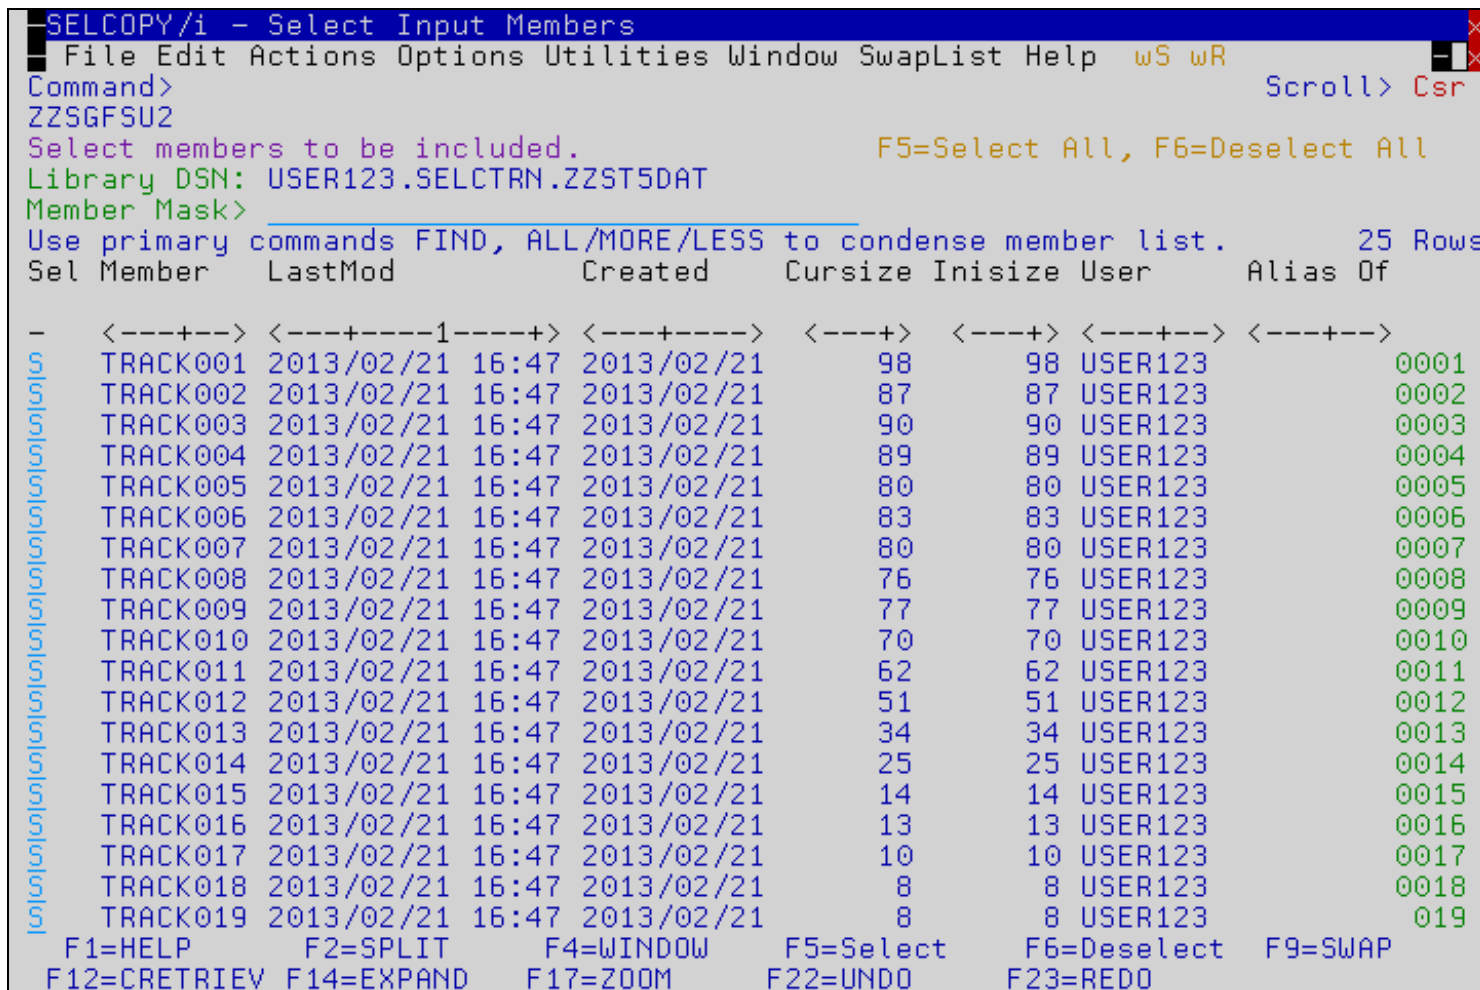 SELCOPY/i - Select Input Members
File Edit Actions Options Utilities Window SwapList Help wS wR
Command> Scroll> Csr
ZZSGFSU2
Select members to be included. F5=Select All, F6=Deselect All
Library DSN: USER123.SELCTRN.ZZST5DAT
Member Mask>
Use primary commands FIND, ALL/MORE/LESS to condense member list. 25 Rows
Sel Member LastMod Created Cursize Inisize User Alias Of
- <---+--> <---+----1----+> <---+----> <---+> <---+> <---+--> <---+-->
S TRACK001 2013/02/21 16:47 2013/02/21 98 98 USER123 0001
S TRACK002 2013/02/21 16:47 2013/02/21 87 87 USER123 0002
S TRACK003 2013/02/21 16:47 2013/02/21 90 90 USER123 0003
S TRACK004 2013/02/21 16:47 2013/02/21 89 89 USER123 0004
S TRACK005 2013/02/21 16:47 2013/02/21 80 80 USER123 0005
S TRACK006 2013/02/21 16:47 2013/02/21 83 83 USER123 0006
S TRACK007 2013/02/21 16:47 2013/02/21 80 80 USER123 0007
S TRACK008 2013/02/21 16:47 2013/02/21 76 76 USER123 0008
S TRACK009 2013/02/21 16:47 2013/02/21 77 77 USER123 0009
S TRACK010 2013/02/21 16:47 2013/02/21 70 70 USER123 0010
S TRACK011 2013/02/21 16:47 2013/02/21 62 62 USER123 0011
S TRACK012 2013/02/21 16:47 2013/02/21 51 51 USER123 0012
S TRACK013 2013/02/21 16:47 2013/02/21 34 34 USER123 0013
S TRACK014 2013/02/21 16:47 2013/02/21 25 25 USER123 0014
S TRACK015 2013/02/21 16:47 2013/02/21 14 14 USER123 0015
S TRACK016 2013/02/21 16:47 2013/02/21 13 13 USER123 0016
S TRACK017 2013/02/21 16:47 2013/02/21 10 10 USER123 0017
S TRACK018 2013/02/21 16:47 2013/02/21 8 8 USER123 0018
S TRACK019 2013/02/21 16:47 2013/02/21 8 8 USER123 019
F1=HELP F2=SPLIT F4=WINDOW F5=Select F6=Deselect F9=SWAP
F12=CRETRIEV F14=EXPAND F17=ZOOM F22=UNDO F23=REDO